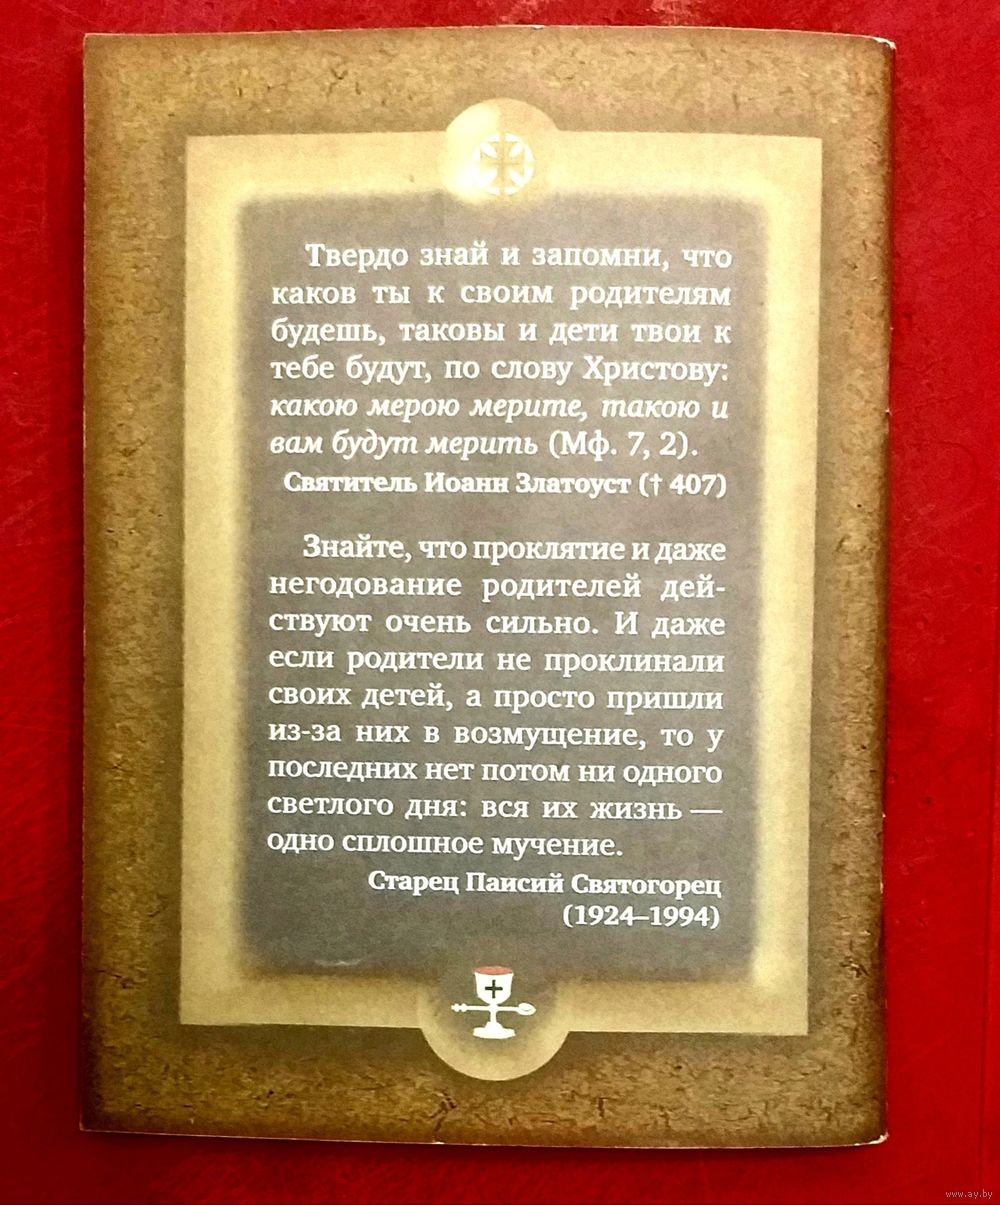 Твердо знай и запомни, что
каков ты к своим родителям
будешь, таковы и дети твои к
тебе будут, по слову Христову:
какою мерою мерите, такою и
вам будут мерить (Мф. 7, 2).
Святитель Иоанн Златоуст († 407)
Знайте, что проклятие и даже
негодование родителей дей-
ствуют очень сильно. И даже
если родители не проклинали
своих детей, а просто пришли
из-за них в возмущение, то у
последних нет потом ни одного
светлого дня: вся их жизнь —
одно сплошное мучение.
Старец Паисий Святогорец
(1924–1994)
www.ay.by